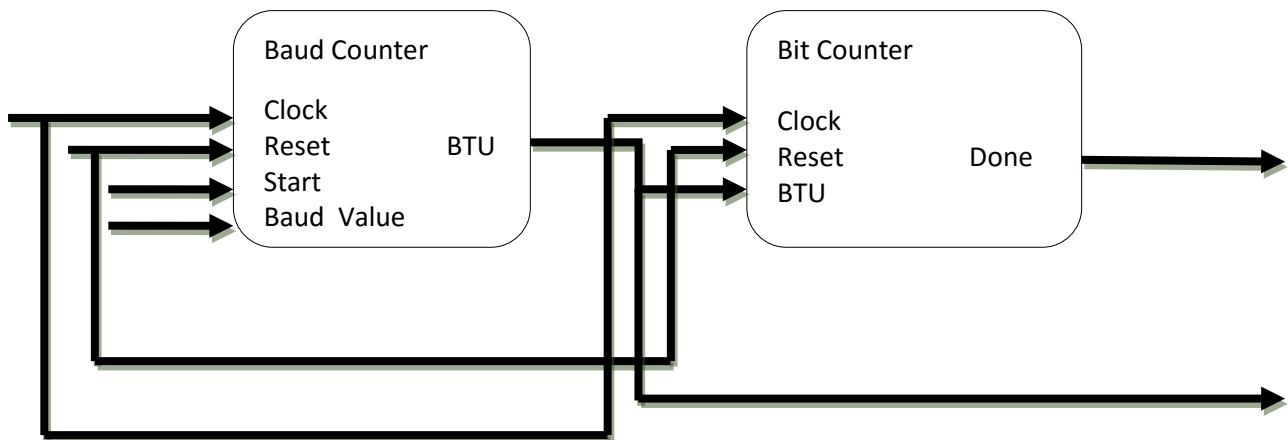 Baud Counter
Clock
Reset
BTU
Start
Baud Value
Bit Counter
Clock
Reset
Done
BTU